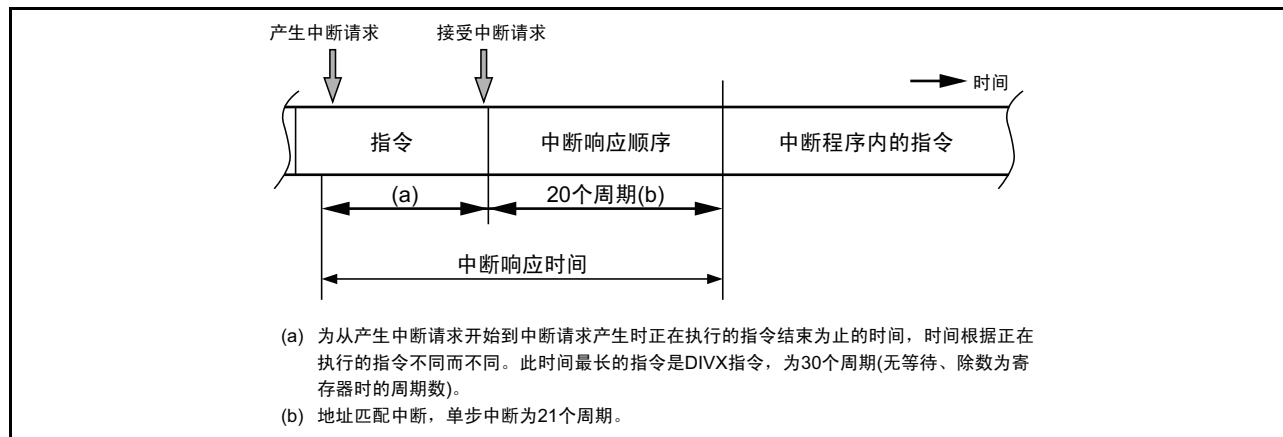 产生中断请求 接受中断请求
时间
指令 中断响应顺序 中断程序内的指令
(a) 20个周期(b)
中断响应时间
(a) 为从产生中断请求开始到中断请求产生时正在执行的指令结束为止的时间，时间根据正在
执行的指令不同而不同。此时间最长的指令是DIVX指令，为30个周期(无等待、除数为寄
存器时的周期数)。
(b) 地址匹配中断，单步中断为21个周期。